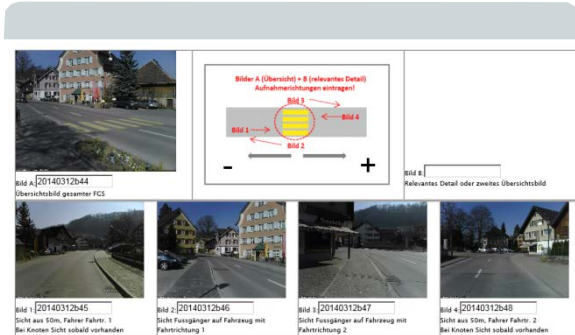 Bilder A (Übersicht) + B (relevantes Detail)
Aufnahmerichtungen eintragen!
Bild 3
Bild 4
Bild 1
Bild 2
-
+
Bild A: 20140312b44
Übersichtsbild gesamter FGS
Bild B:
Relevantes Detail oder zweites Übersichtsbild
Bild 1: 20140312b45
Sicht aus 50m, Fahrer Fahrtr. 1
Bei Knoten Sicht sobald vorhanden
Bild 2: 20140312b46
Sicht Fussgänger auf Fahrzeug mit
Fahrtrichtung 1
Bild 3: 20140312b47
Sicht Fussgänger auf Fahrzeug mit
Fahrtrichtung 2
Bild 4: 20140312b48
Sicht aus 50m, Fahrer Fahrtr. 2
Bei Knoten Sicht sobald vorhanden